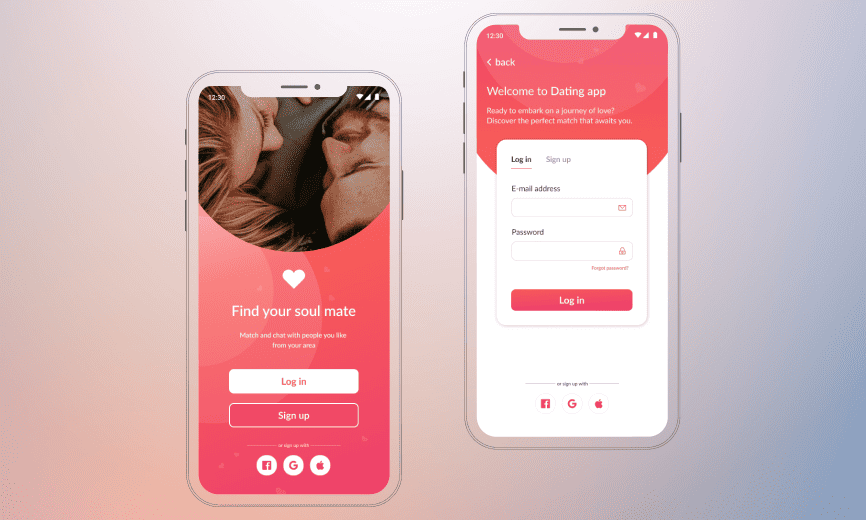 12:30
Find your soul mate
Match and chat with people you like
from your area
Log in
Sign up
or sign up with
12:30
back
Welcome to Dating app
Ready to embark on a journey of love?
Discover the perfect match that awaits you.
Log in Sign up
E-mail address
Password
Forgot password?
Log in
or sign up with